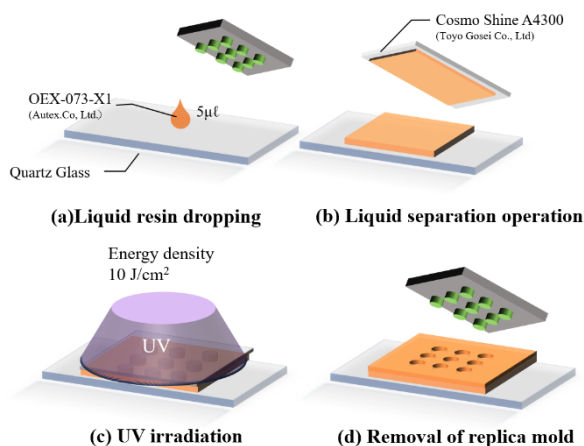 Cosmo Shine A4300
(Toyo Gosei Co., Ltd)
OEX-073-X1
(Autex.Co, Ltd.)
5μℓ
Quartz Glass
(a)Liquid resin dropping
(b) Liquid separation operation
Energy density
10 J/cm²
UV
(c) UV irradiation
(d) Removal of replica mold